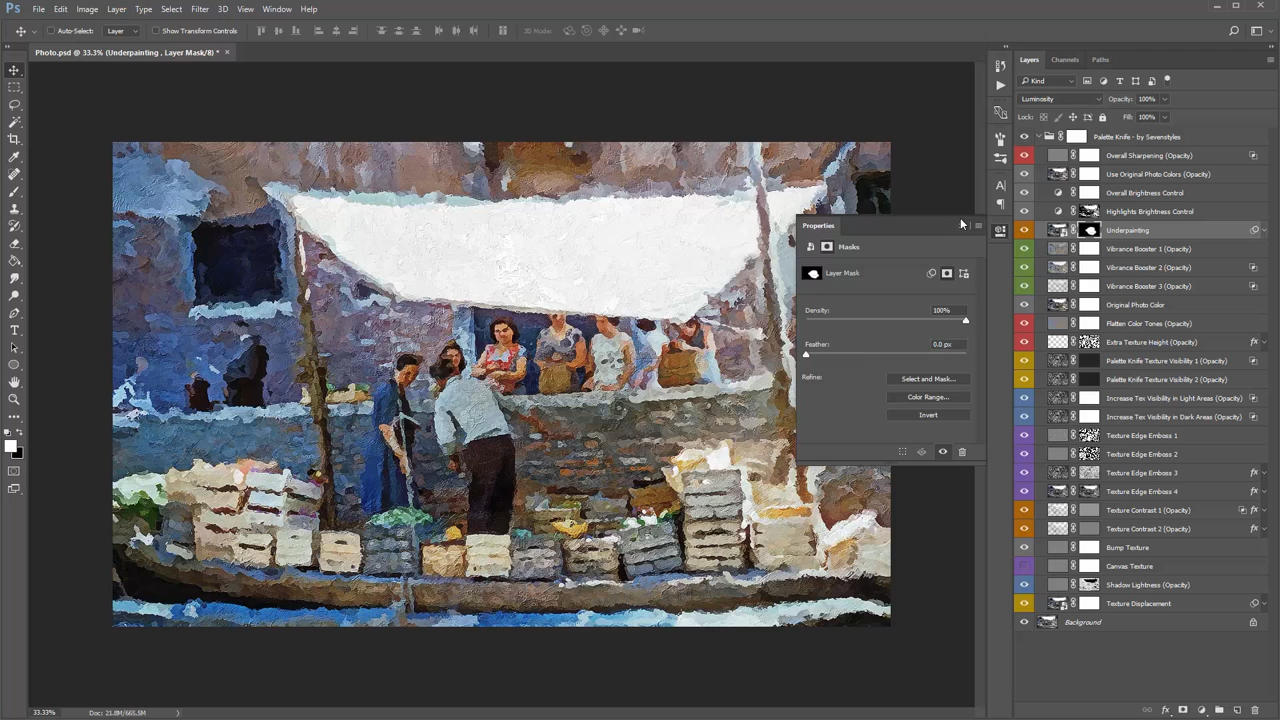 Ps File Edit Image Layer Type Select Filter 3D View Window Help
Auto-Select: Layer Show Transform Controls 3D Mode:
Photo.psd @ 33.3% (Underpainting , Layer Mask/8) * ×
Properties
Masks
Layer Mask
Density: 100%
Feather: 0.0 px
Refine: Select and Mask...
Color Range...
Invert
Layers Channels Paths
Kind
Luminosity Opacity: 100%
Lock: Fill: 100%
Palette Knife - by Sevenstyles
Overall Sharpening (Opacity)
Use Original Photo Colors (Opacity)
Overall Brightness Control
Highlights Brightness Control
Underpainting
Vibrance Booster 1 (Opacity)
Vibrance Booster 2 (Opacity)
Vibrance Booster 3 (Opacity)
Original Photo Color
Flatten Color Tones (Opacity)
Extra Texture Height (Opacity) fx
Palette Knife Texture Visibility 1 (Opacity)
Palette Knife Texture Visibility 2 (Opacity)
Increase Tex Visibility in Light Areas (Opacity)
Increase Tex Visibility in Dark Areas (Opacity)
Texture Edge Emboss 1
Texture Edge Emboss 2
Texture Edge Emboss 3 fx
Texture Edge Emboss 4 fx
Texture Contrast 1 (Opacity) fx
Texture Contrast 2 (Opacity) fx
Bump Texture
Canvas Texture
Shadow Lightness (Opacity)
Texture Displacement
Background
33.33% Doc: 21.8M/665.5M
fx